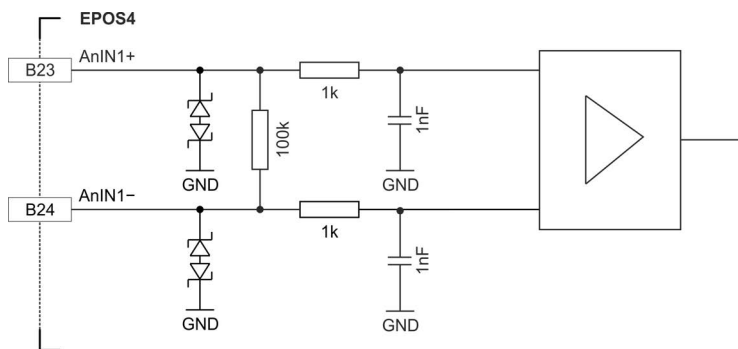 EPOS4
AnIN1+
B23
1k
100k
1nF
GND
GND
AnIN1−
B24
1k
1nF
GND
GND